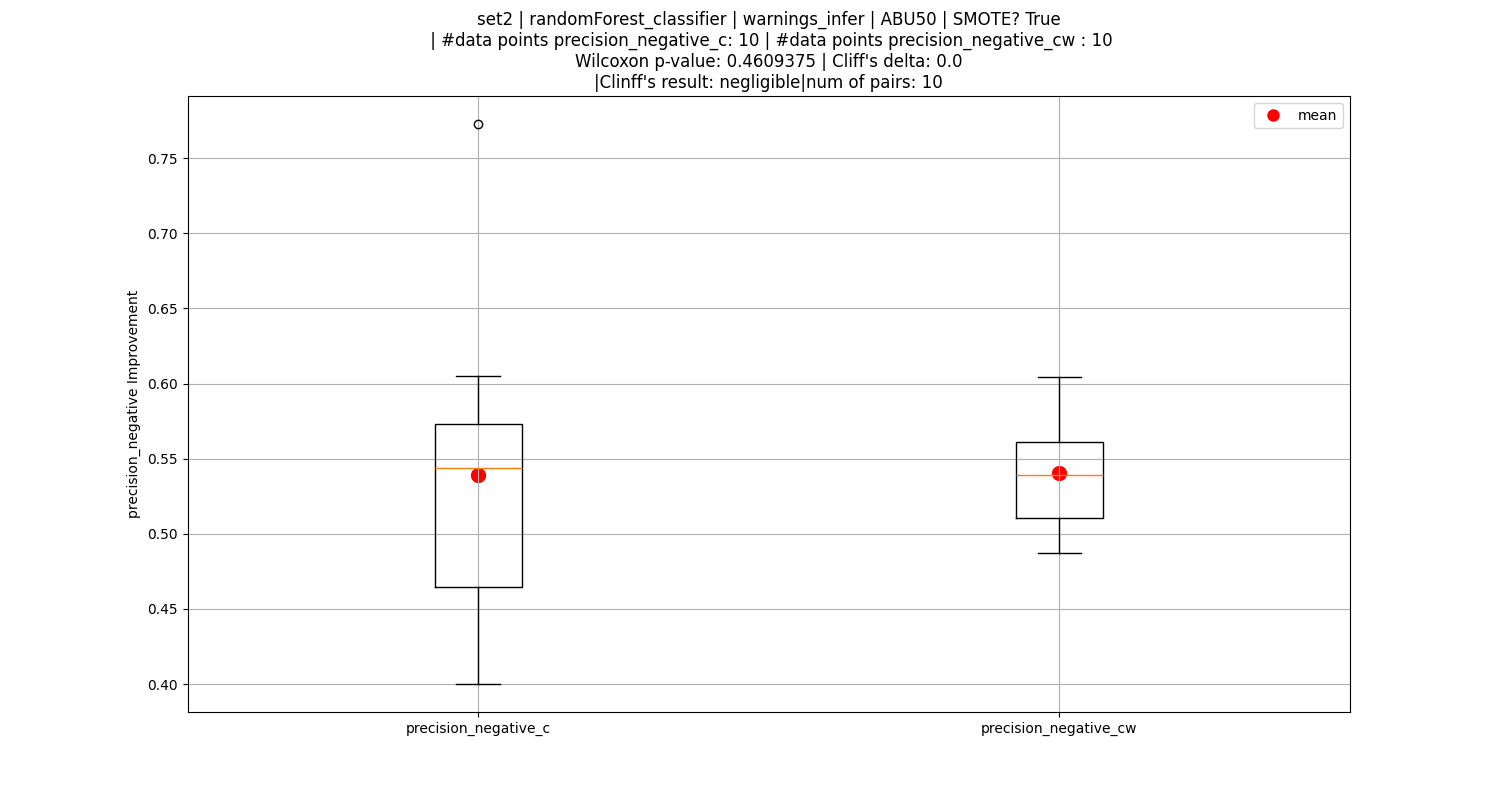 set2 | randomForest_classifier | warnings_infer | ABU50 | SMOTE? True
| #data points precision_negative_c: 10 | #data points precision_negative_cw : 10
Wilcoxon p-value: 0.4609375 | Cliff's delta: 0.0
|Clinff's result: negligible|num of pairs: 10
mean
0.75
0.70
0.65
0.60
0.55
0.50
0.45
0.40
precision_negative Improvement
precision_negative_c
precision_negative_cw